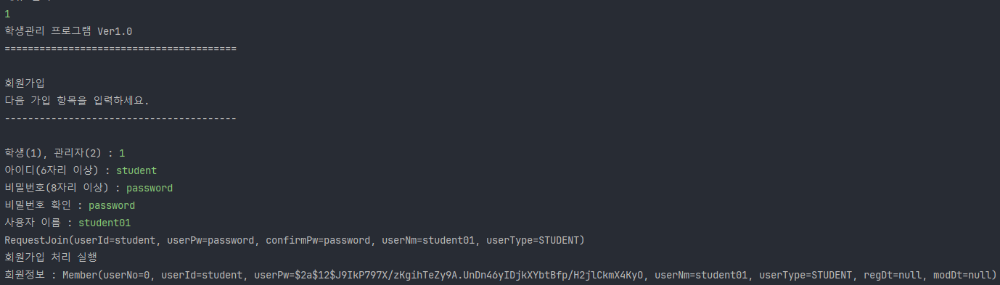 1
학생관리 프로그램 Ver1.0
========================================
회원가입
다음 가입 항목을 입력하세요.
----------------------------------------
학생(1), 관리자(2) : 1
아이디(6자리 이상) : student
비밀번호(8자리 이상) : password
비밀번호 확인 : password
사용자 이름 : student01
RequestJoin(userId=student, userPw=password, confirmPw=password, userNm=student01, userType=STUDENT)
회원가입 처리 실행
회원정보 : Member(userNo=0, userId=student, userPw=$2a$12$J9IkP797X/zKgihTeZy9A.UnDn46yIDjkXYbtBfp/H2jlCkmX4KyO, userNm=student01, userType=STUDENT, regDt=null, modDt=null)